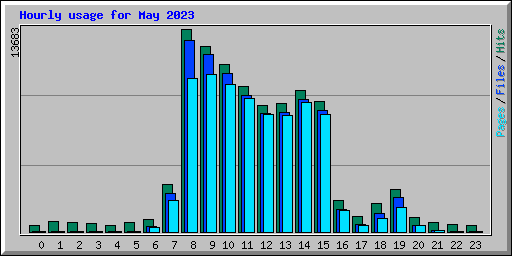 Hourly usage for May 2023
13683
Pages/Files/Hits
0 1 2 3 4 5 6 7 8 9 10 11 12 13 14 15 16 17 18 19 20 21 22 23